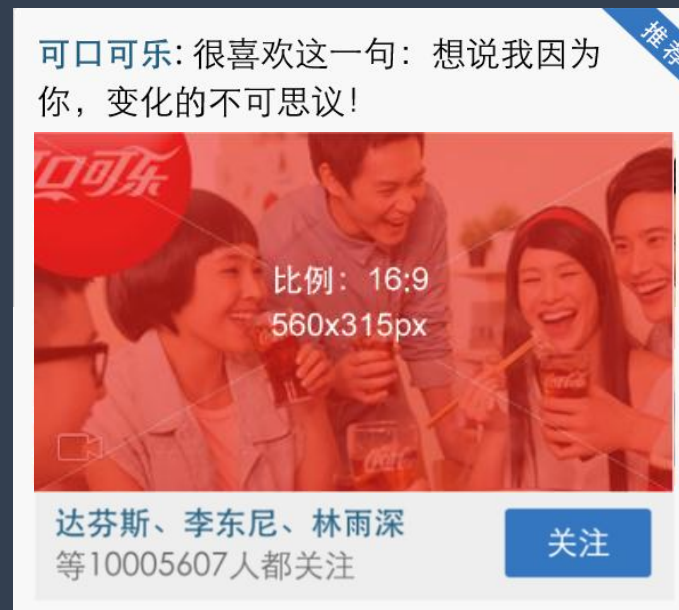 推荐
可口可乐: 很喜欢这一句：想说我因为
你，变化的不可思议！
口可乐
比例：16:9
560x315px
达芬斯、李东尼、林雨深
等10005607人都关注
关注